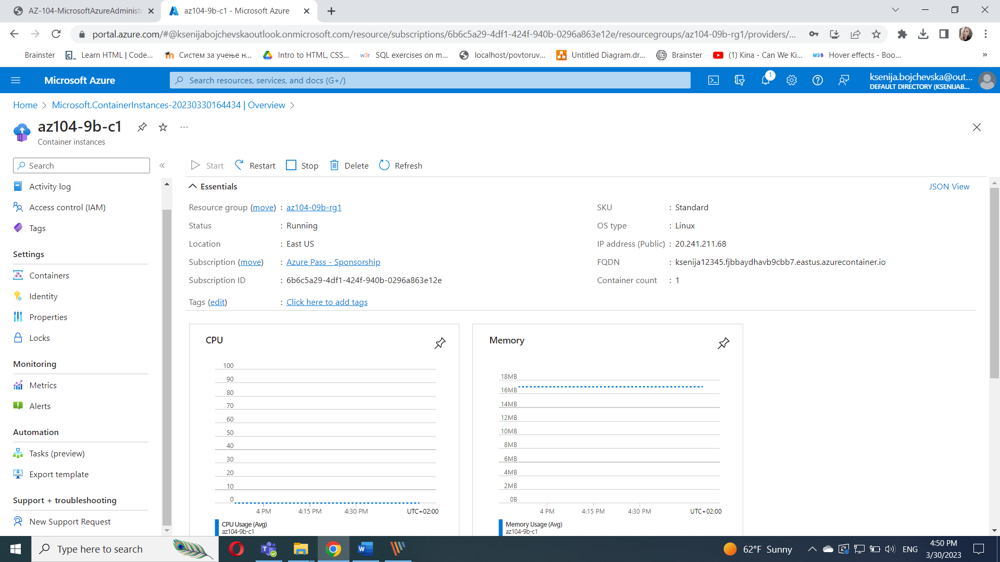 AZ-104-MicrosoftAzureAdministr
az104-9b-c1 - Microsoft Azure
portal.azure.com/#@ksenijabojchevskaoutlook.onmicrosoft.com/resource/subscriptions/6b6c5a29-4df1-424f-940b-0296a863e12e/resourcegroups/az104-09b-rg1/providers/...
Brainster
Learn HTML | Code...
Систем за учење н...
Intro to HTML, CSS...
w3r
SQL exercises on m...
localhost/povtoruv...
Untitled Diagram.dr...
Brainster
(1) Kina - Can We Ki...
MDB
Hover effects - Boo...
»
Microsoft Azure
Search resources, services, and docs (G+/)
1
ksenija.bojchevska@out...
DEFAULT DIRECTORY (KSENIJAB...
Home > Microsoft.ContainerInstances-20230330164434 | Overview >
az104-9b-c1
Container instances
Search
«
Activity log
Access control (IAM)
Tags
Settings
Containers
Identity
Properties
Locks
Monitoring
Metrics
Alerts
Automation
Tasks (preview)
Export template
Support + troubleshooting
New Support Request
Start
Restart
Stop
Delete
Refresh
Essentials
JSON View
Resource group (move) : az104-09b-rg1
Status : Running
Location : East US
Subscription (move) : Azure Pass - Sponsorship
Subscription ID : 6b6c5a29-4df1-424f-940b-0296a863e12e
Tags (edit) : Click here to add tags
SKU : Standard
OS type : Linux
IP address (Public) : 20.241.211.68
FQDN : ksenija12345.fjbbaydhavb9cbb7.eastus.azurecontainer.io
Container count : 1
CPU
100
90
80
70
60
50
40
30
20
10
0
4 PM 4:15 PM 4:30 PM UTC+02:00
CPU Usage (Avg)
az104-9b-c1
Memory
18MB
16MB
14MB
12MB
10MB
8MB
6MB
4MB
2MB
0B
4 PM 4:15 PM 4:30 PM UTC+02:00
Memory Usage (Avg)
az104-9b-c1
Type here to search
62°F Sunny
ENG
4:50 PM
3/30/2023